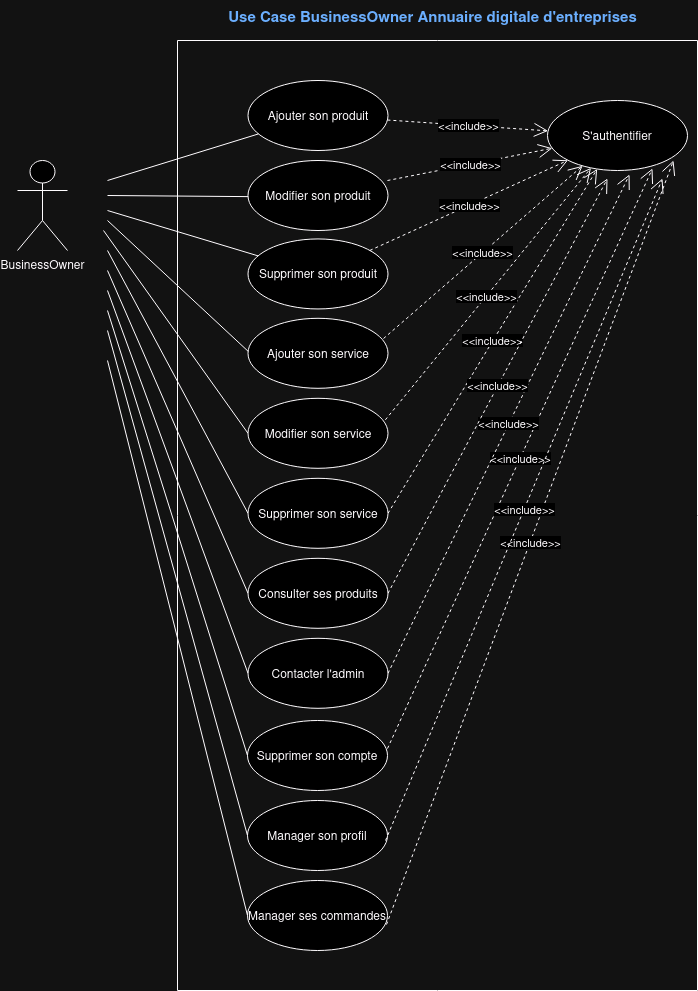 Use Case BusinessOwner Annuaire digitale d'entreprises
Ajouter son produit
<<include>>
S'authentifier
Modifier son produit
<<include>>
<<include>>
BusinessOwner
Supprimer son produit
<<include>>
<<include>>
Ajouter son service
<<include>>
<<include>>
Modifier son service
<<include>>
<<include>>
Supprimer son service
<<include>>
<<include>>
Consulter ses produits
Contacter l'admin
Supprimer son compte
Manager son profil
Manager ses commandes